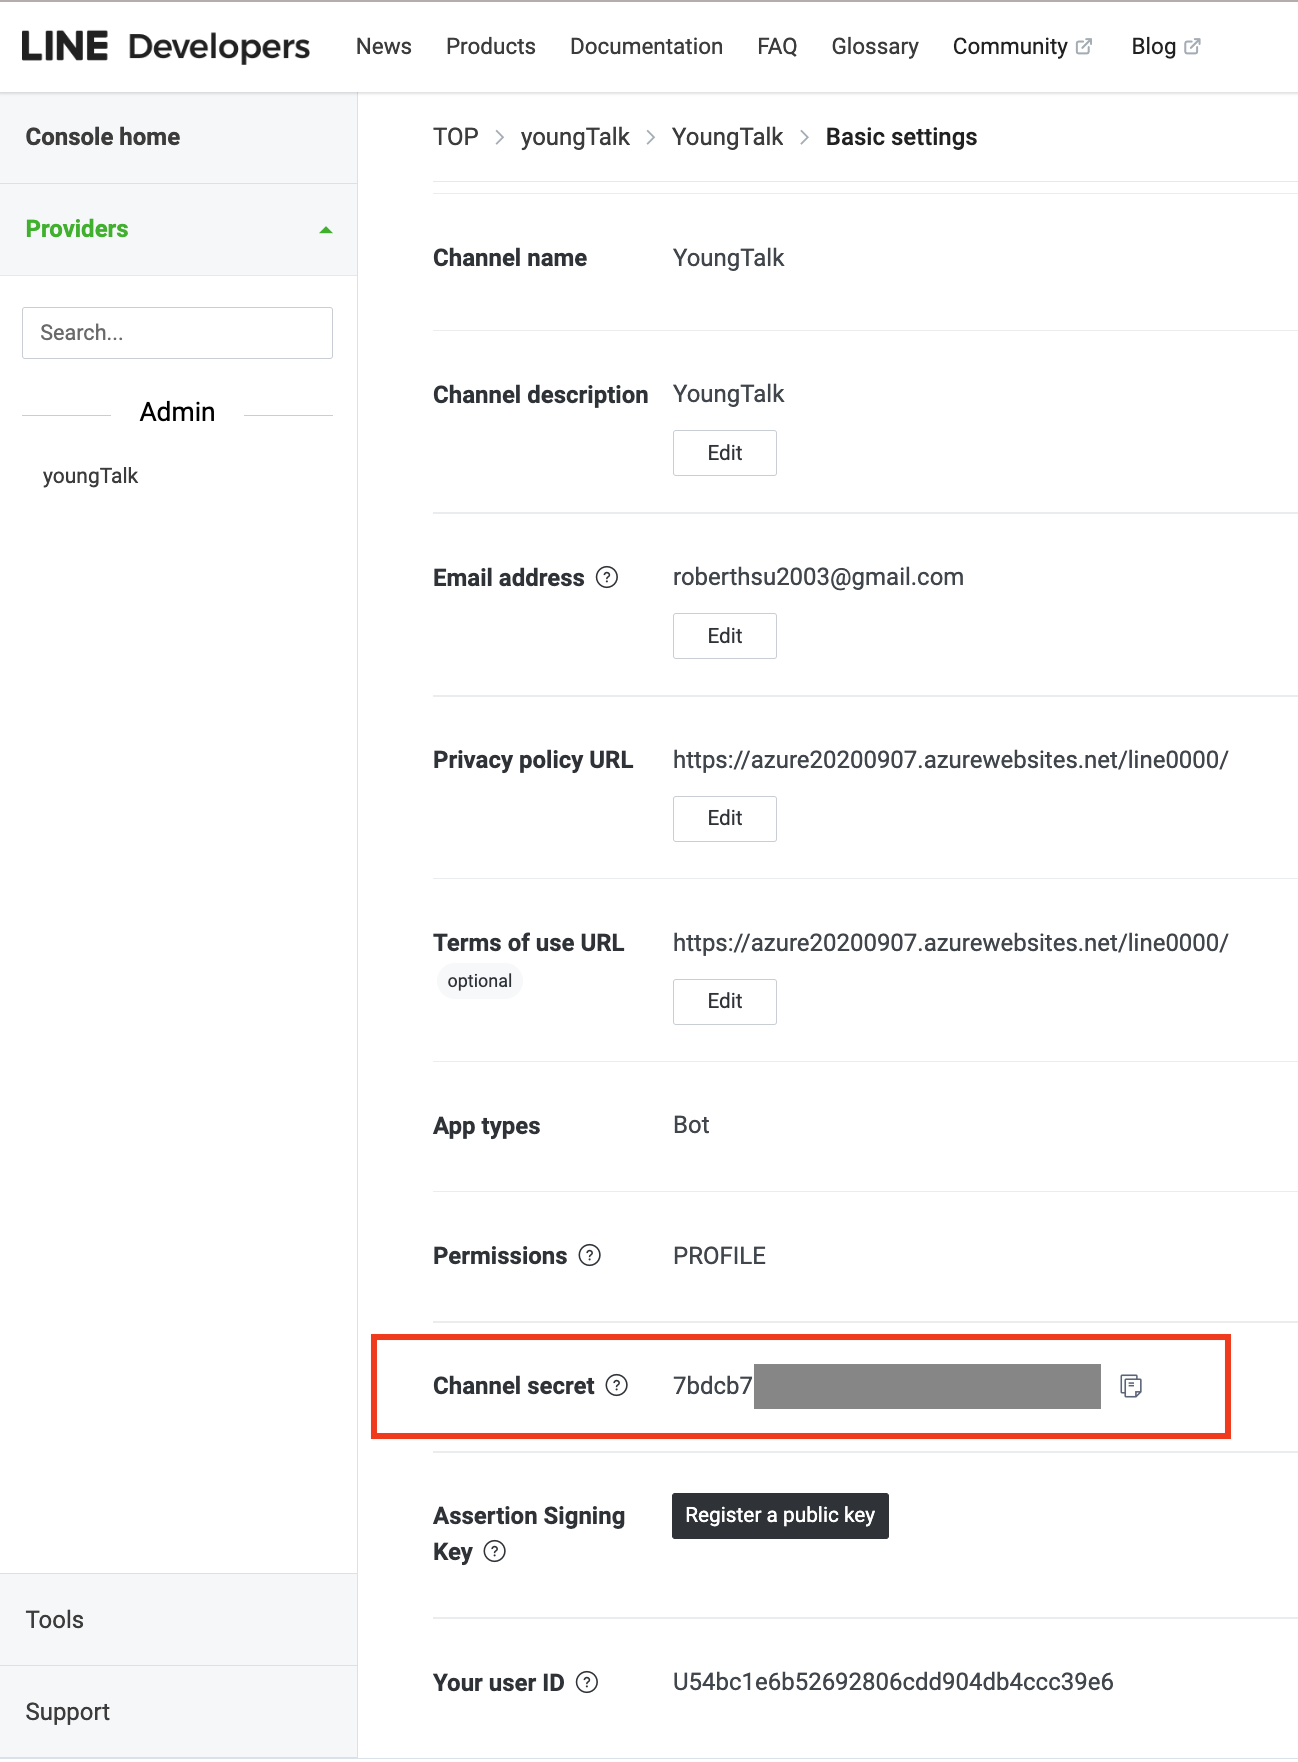 LINE Developers News Products Documentation FAQ Glossary Community Blog
Console home
Providers
Search...
Admin
youngTalk
Tools
Support
TOP > youngTalk > YoungTalk > Basic settings
Channel name YoungTalk
Channel description YoungTalk
Edit
Email address ? roberthsu2003@gmail.com
Edit
Privacy policy URL https://azure20200907.azurewebsites.net/line0000/
Edit
Terms of use URL https://azure20200907.azurewebsites.net/line0000/
optional
Edit
App types Bot
Permissions ? PROFILE
Channel secret ? 7bdcb7
Assertion Signing Register a public key
Key ?
Your user ID ? U54bc1e6b52692806cdd904db4ccc39e6